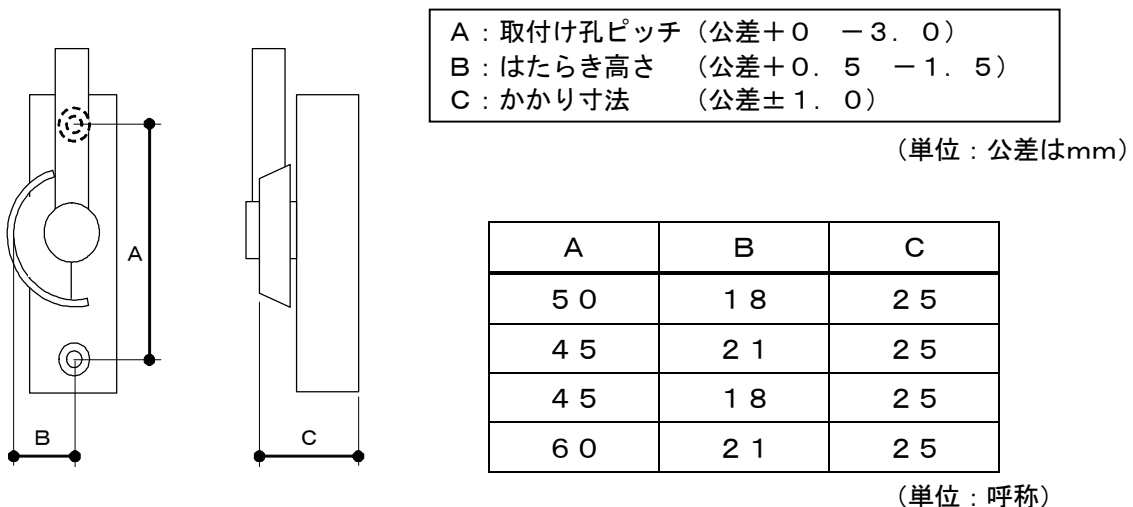 A：取付け孔ピッチ（公差＋０　－３．０）
B：はたらき高さ　（公差＋０．５　－１．５）
C：かかり寸法　　（公差±１．０）
（単位：公差はmm）
A
B
C
A　B　C
５０　１８　２５
４５　２１　２５
４５　１８　２５
６０　２１　２５
（単位：呼称）